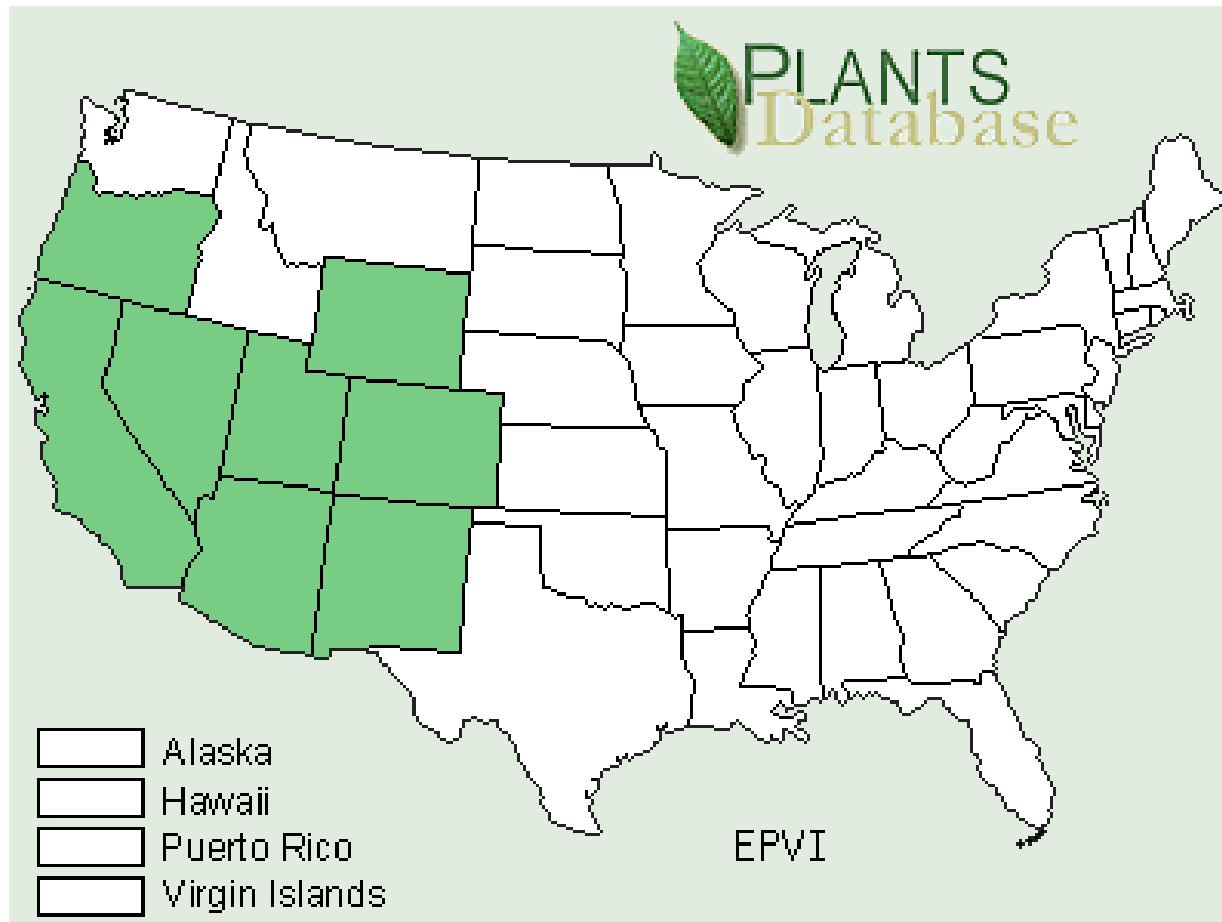 PLANTS
Database
Alaska
Hawaii
Puerto Rico
Virgin Islands
EPVI